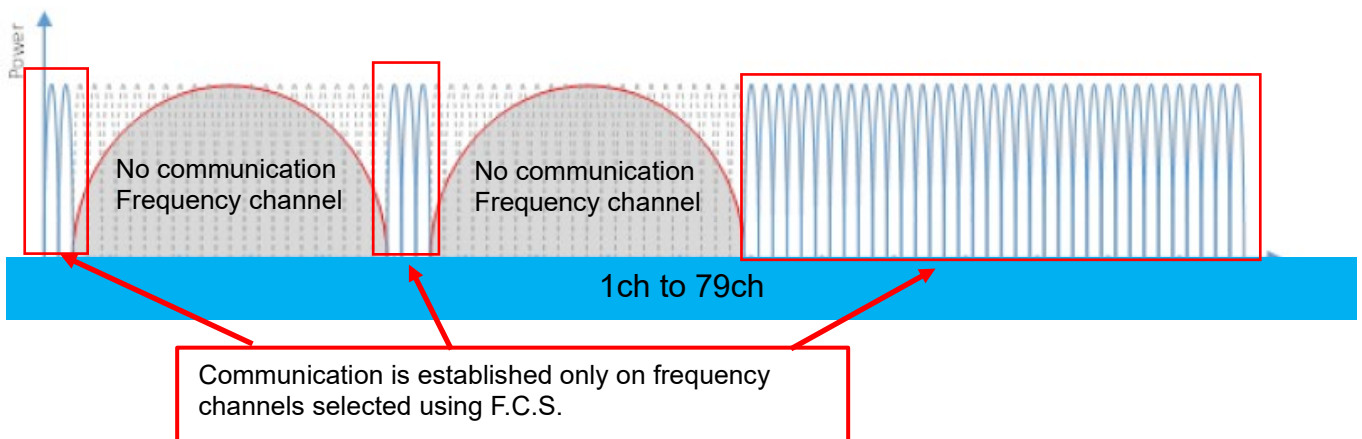 Power
No communication
Frequency channel
No communication
Frequency channel
1ch to 79ch
Communication is established only on frequency
channels selected using F.C.S.